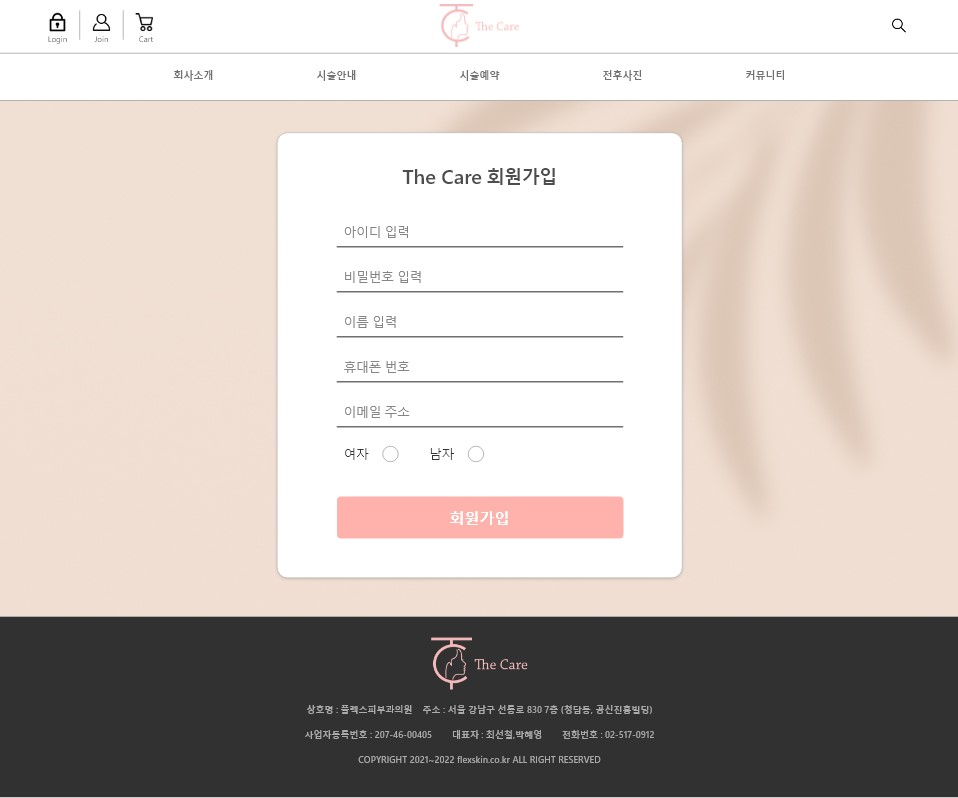 Login Join Cart
The Care
회사소개 시술안내 시술예약 전후사진 커뮤니티
The Care 회원가입
아이디 입력
비밀번호 입력
이름 입력
휴대폰 번호
이메일 주소
여자 남자
회원가입
The Care
상호명 : 플렉스피부과의원 주소 : 서울 강남구 선릉로 830 7층 (청담동, 공신진흥빌딩)
사업자등록번호 : 207-46-00405 대표자 : 최선철,박혜영 전화번호 : 02-517-0912
COPYRIGHT 2021~2022 flexskin.co.kr ALL RIGHT RESERVED